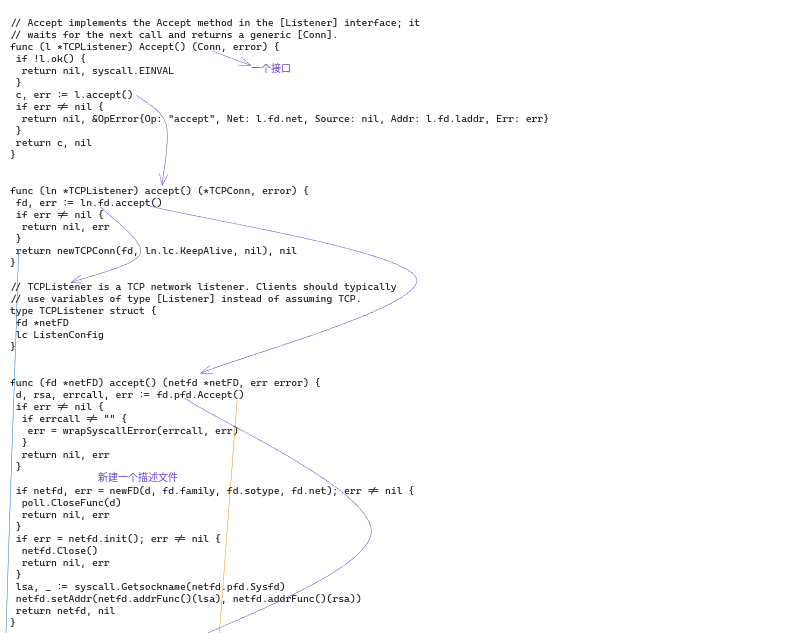 // Accept implements the Accept method in the [Listener] interface; it
// waits for the next call and returns a generic [Conn].
func (l *TCPListener) Accept() (Conn, error) {
 if !l.ok() {
一个接口
  return nil, syscall.EINVAL
 }
 c, err := l.accept()
 if err ≠ nil {
  return nil, &OpError{Op: "accept", Net: l.fd.net, Source: nil, Addr: l.fd.laddr, Err: err}
 }
 return c, nil
}
func (ln *TCPListener) accept() (*TCPConn, error) {
 fd, err := ln.fd.accept()
 if err ≠ nil {
  return nil, err
 }
 return newTCPConn(fd, ln.lc.KeepAlive, nil), nil
}
// TCPListener is a TCP network listener. Clients should typically
// use variables of type [Listener] instead of assuming TCP.
type TCPListener struct {
 fd *netFD
 lc ListenConfig
}
func (fd *netFD) accept() (netfd *netFD, err error) {
 d, rsa, errcall, err := fd.pfd.Accept()
 if err ≠ nil {
  if errcall ≠ "" {
   err = wrapSyscallError(errcall, err)
  }
  return nil, err
 }
新建一个描述文件
 if netfd, err = newFD(d, fd.family, fd.sotype, fd.net); err ≠ nil {
  poll.CloseFunc(d)
  return nil, err
 }
 if err = netfd.init(); err ≠ nil {
  netfd.Close()
  return nil, err
 }
 lsa, _ := syscall.Getsockname(netfd.pfd.Sysfd)
 netfd.setAddr(netfd.addrFunc()(lsa), netfd.addrFunc()(rsa))
 return netfd, nil
}